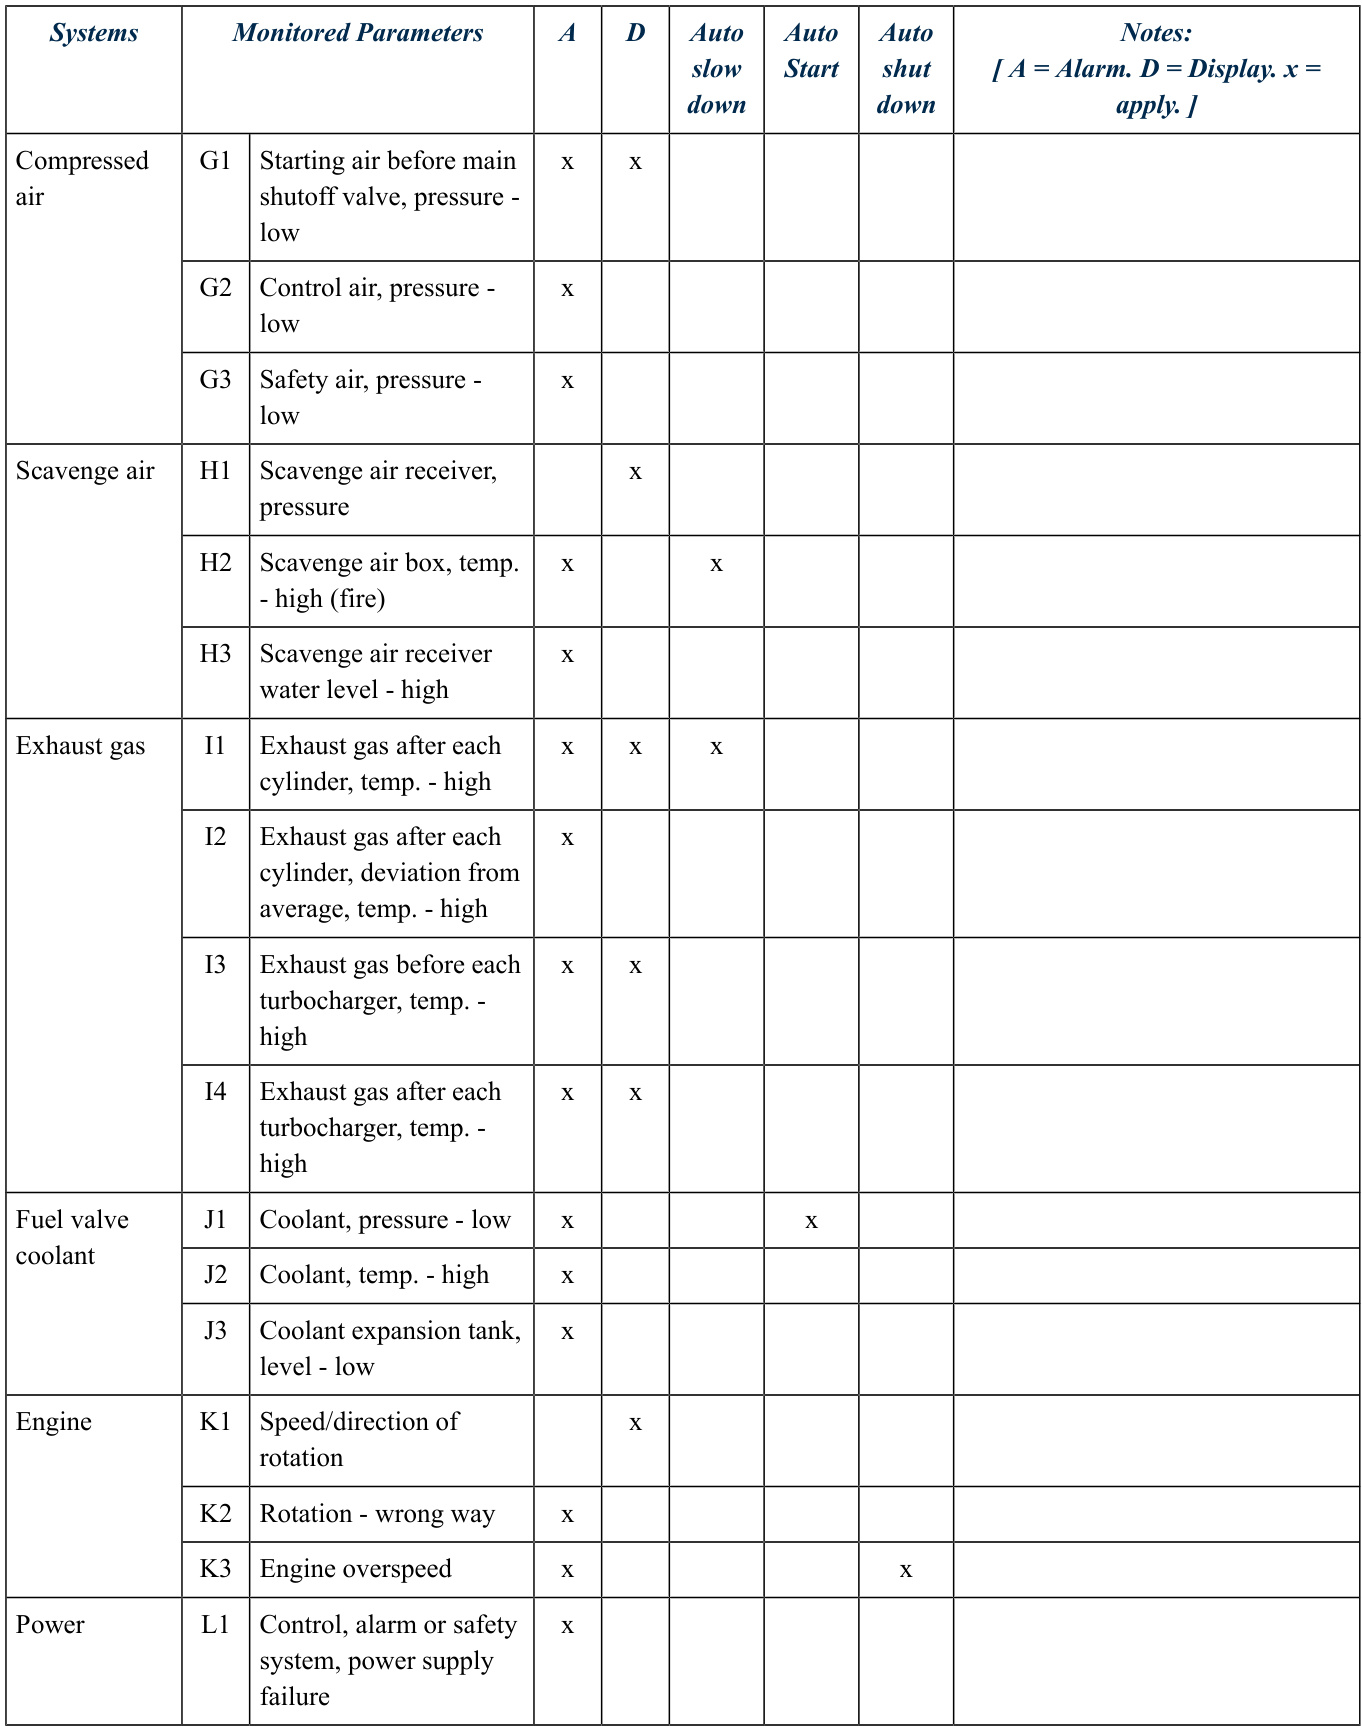 Systems Monitored Parameters A D Auto slow down Auto Start Auto shut down Notes: [ A = Alarm. D = Display. x = apply. ]
Compressed air G1 Starting air before main shutoff valve, pressure - low x x
G2 Control air, pressure - low x
G3 Safety air, pressure - low x
Scavenge air H1 Scavenge air receiver, pressure x
H2 Scavenge air box, temp. - high (fire) x x
H3 Scavenge air receiver water level - high x
Exhaust gas I1 Exhaust gas after each cylinder, temp. - high x x x
I2 Exhaust gas after each cylinder, deviation from average, temp. - high x
I3 Exhaust gas before each turbocharger, temp. - high x x
I4 Exhaust gas after each turbocharger, temp. - high x x
Fuel valve coolant J1 Coolant, pressure - low x x
J2 Coolant, temp. - high x
J3 Coolant expansion tank, level - low x
Engine K1 Speed/direction of rotation x
K2 Rotation - wrong way x
K3 Engine overspeed x x
Power L1 Control, alarm or safety system, power supply failure x